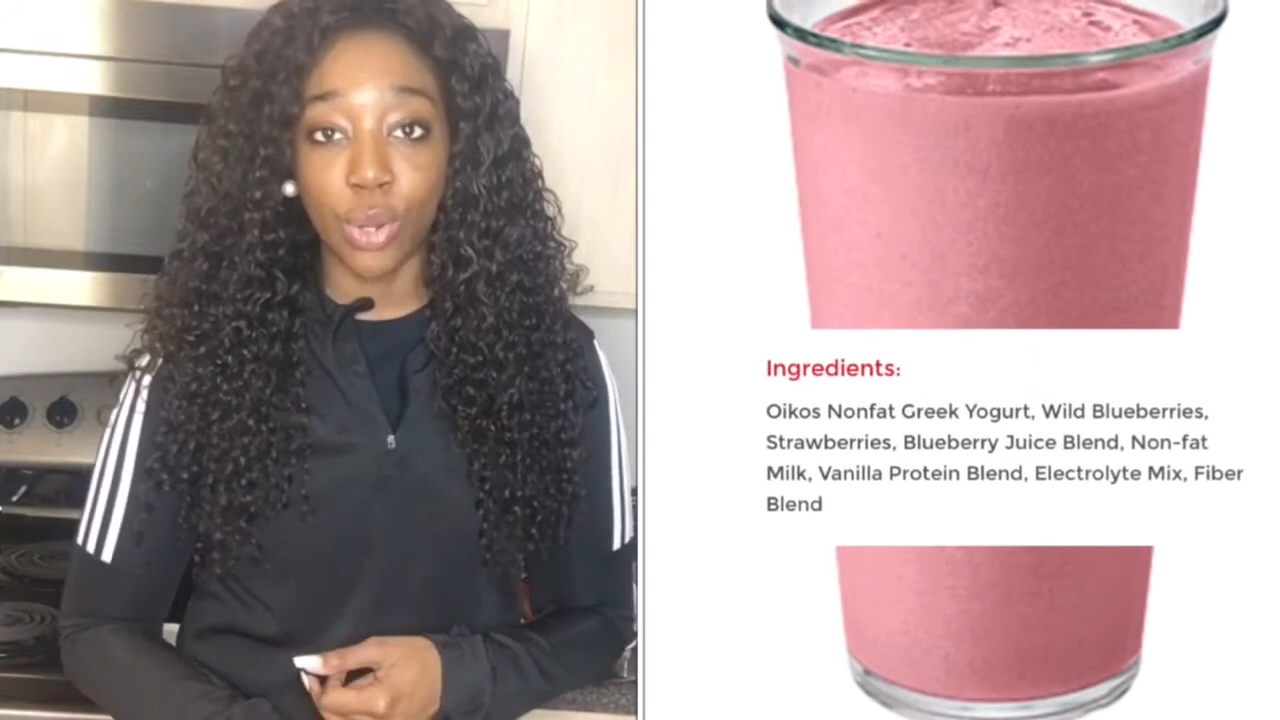 Ingredients:
Oikos Nonfat Greek Yogurt, Wild Blueberries,
Strawberries, Blueberry Juice Blend, Non-fat
Milk, Vanilla Protein Blend, Electrolyte Mix, Fiber
Blend